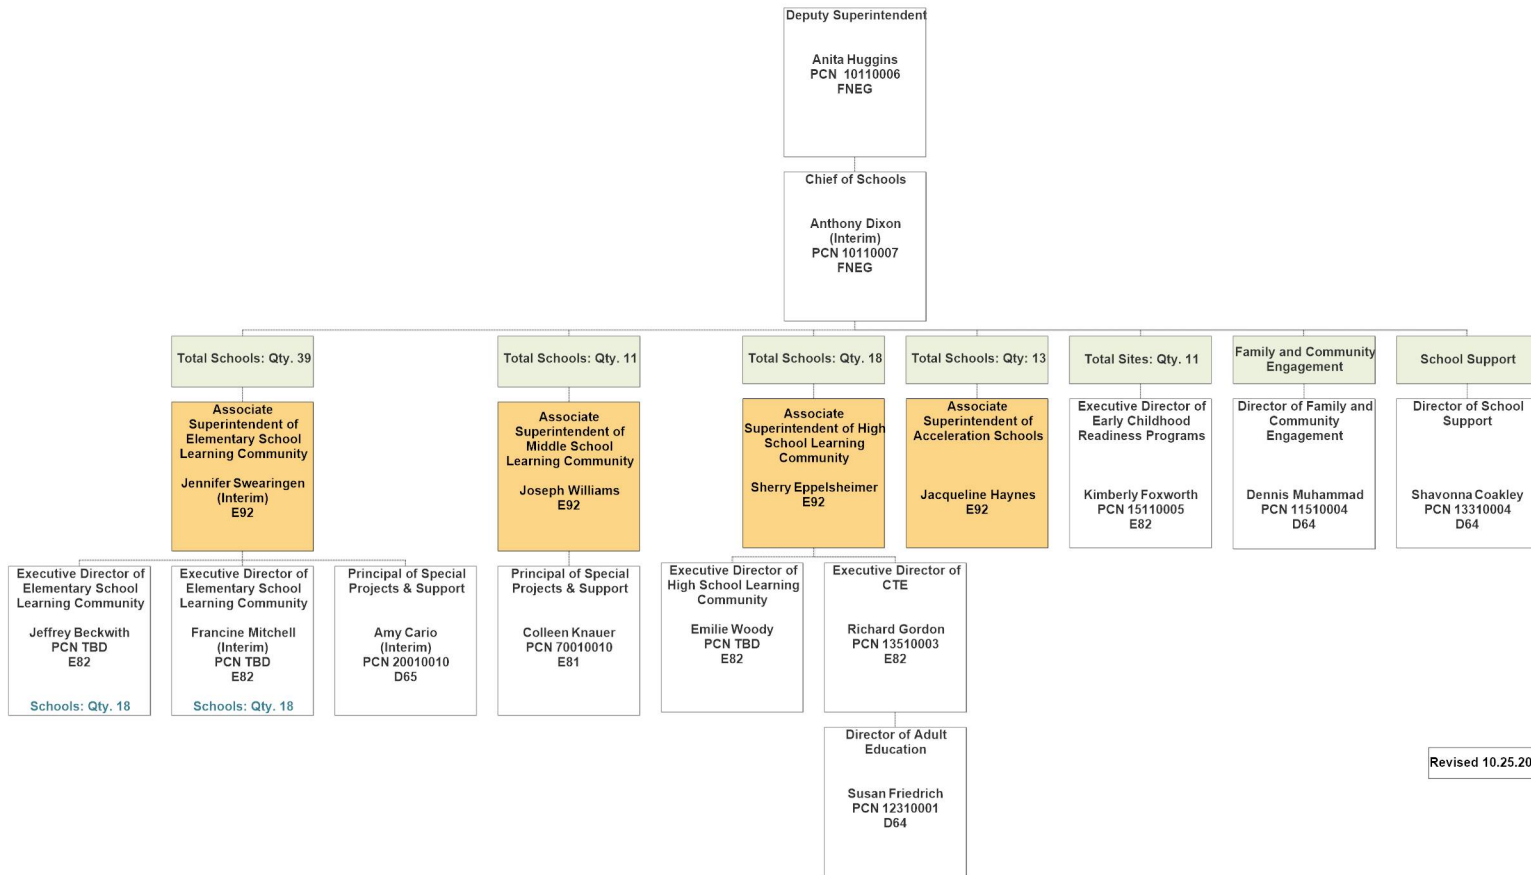 Deputy Superintendent
Anita Huggins
PCN 10110006
FNEG
Chief of Schools
Anthony Dixon
(Interim)
PCN 10110007
FNEG
Total Schools: Qty. 39
Associate
Superintendent of
Elementary School
Learning Community
Jennifer Swearingen
(Interim)
E92
Total Schools: Qty. 11
Associate
Superintendent of
Middle School
Learning Community
Joseph Williams
E92
Total Schools: Qty. 18
Associate
Superintendent of High
School Learning
Community
Sherry Eppelsheimer
E92
Total Schools: Qty: 13
Associate
Superintendent of
Acceleration Schools
Jacqueline Haynes
E92
Total Sites: Qty. 11
Executive Director of
Early Childhood
Readiness Programs
Kimberly Foxworth
PCN 15110005
E82
Family and Community
Engagement
Director of Family and
Community
Engagement
Dennis Muhammad
PCN 11510004
D64
School Support
Director of School
Support
Shavonna Coakley
PCN 13310004
D64
Executive Director of
Elementary School
Learning Community
Jeffrey Beckwith
PCN TBD
E82
Schools: Qty. 18
Executive Director of
Elementary School
Learning Community
Francine Mitchell
(Interim)
PCN TBD
E82
Schools: Qty. 18
Principal of Special
Projects & Support
Amy Cario
(Interim)
PCN 20010010
D65
Principal of Special
Projects & Support
Colleen Knauer
PCN 70010010
E81
Executive Director of
High School Learning
Community
Emilie Woody
PCN TBD
E82
Executive Director of
CTE
Richard Gordon
PCN 13510003
E82
Director of Adult
Education
Susan Friedrich
PCN 12310001
D64
Revised 10.25.20